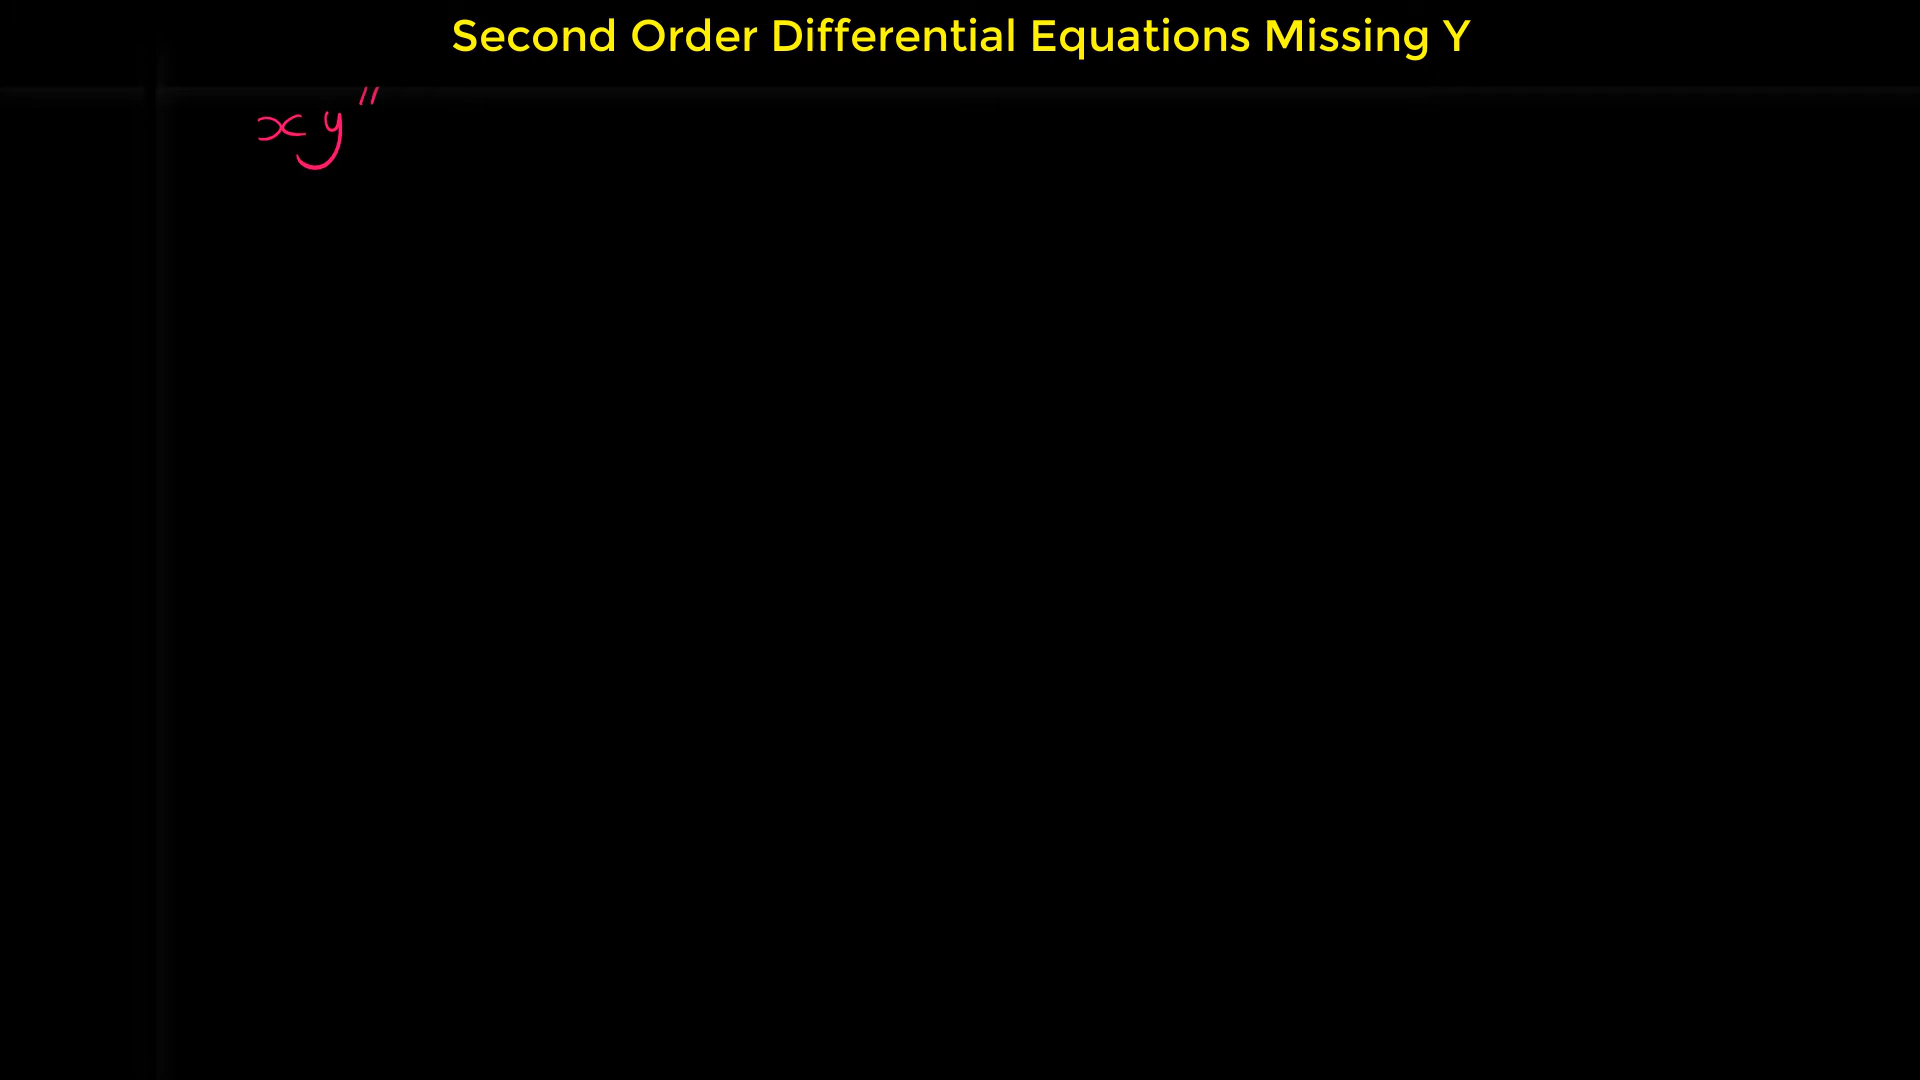 Second Order Differential Equations Missing Y
xy"